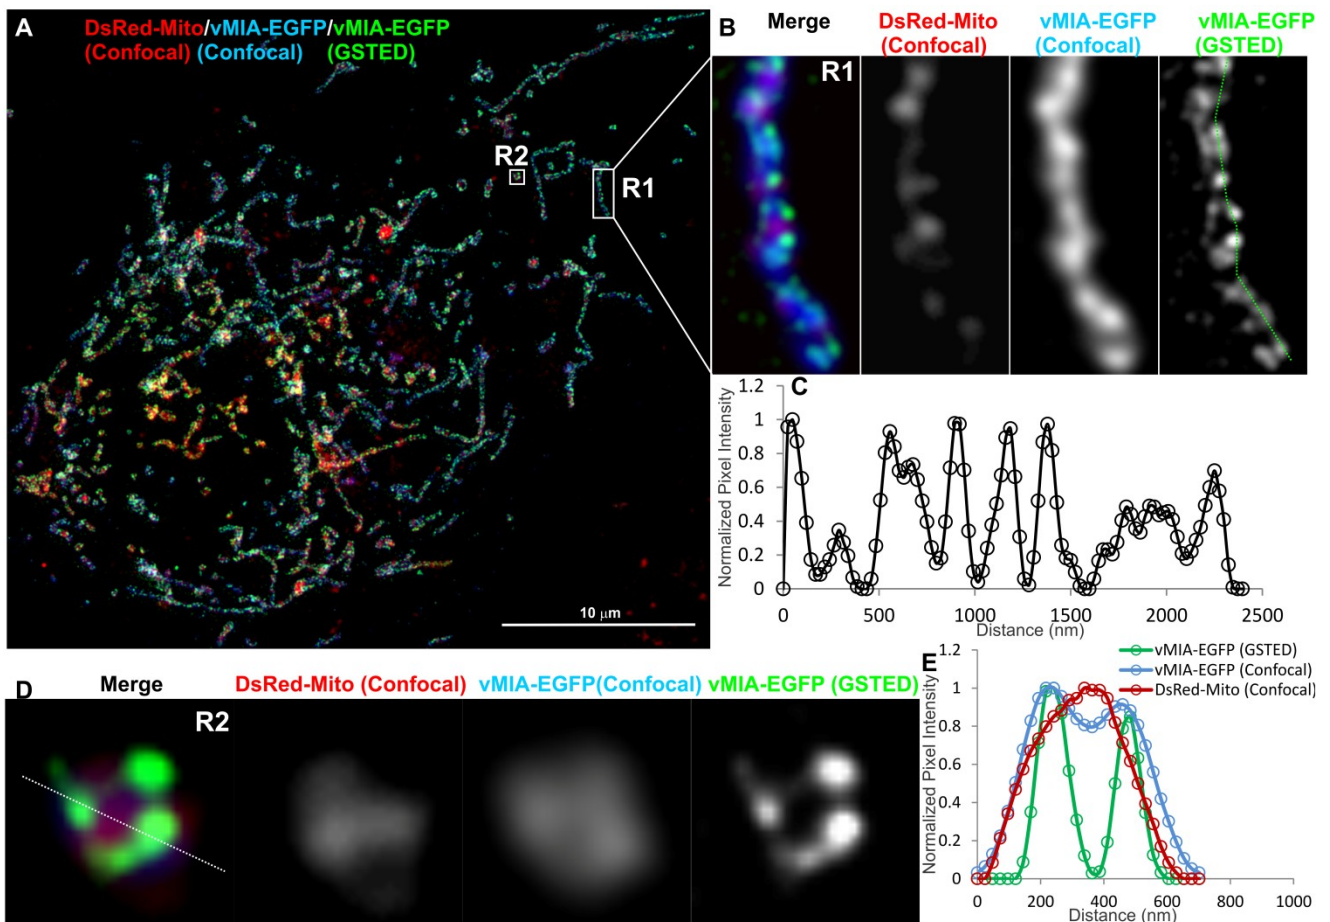 A
DsRed-Mito/vMIA-EGFP/vMIA-EGFP
(Confocal) (Confocal) (GSTED)
R2
R1
10 μm
B
Merge
DsRed-Mito
(Confocal)
vMIA-EGFP
(Confocal)
vMIA-EGFP
(GSTED)
R1
C
Normalized Pixel Intensity
1.2
1
0.8
0.6
0.4
0.2
0
0
500
1000
1500
2000
2500
Distance (nm)
D
Merge
DsRed-Mito (Confocal)
vMIA-EGFP(Confocal)
vMIA-EGFP (GSTED)
R2
E
Normalized Pixel Intensity
1.2
1
0.8
0.6
0.4
0.2
0
vMIA-EGFP (GSTED)
vMIA-EGFP (Confocal)
DsRed-Mito (Confocal)
0
200
400
600
800
1000
Distance (nm)